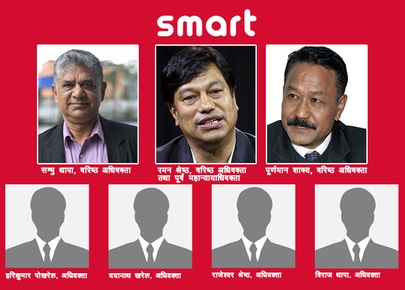 smart
सम्भु थापा, वरिष्ठ अधिवक्ता
रमन श्रेष्ठ, वरिष्ठ अधिवक्ता
तथा पूर्व महान्यायाधिवक्ता
पूर्णमान शाक्य, वरिष्ठ अधिवक्ता
हरिकुमार पोखरेल, अधिवक्ता
दयानाथ खरेल, अधिवक्ता
राजेश्वर श्रेष्ठ, अधिवक्ता
विराज थापा, अधिवक्ता